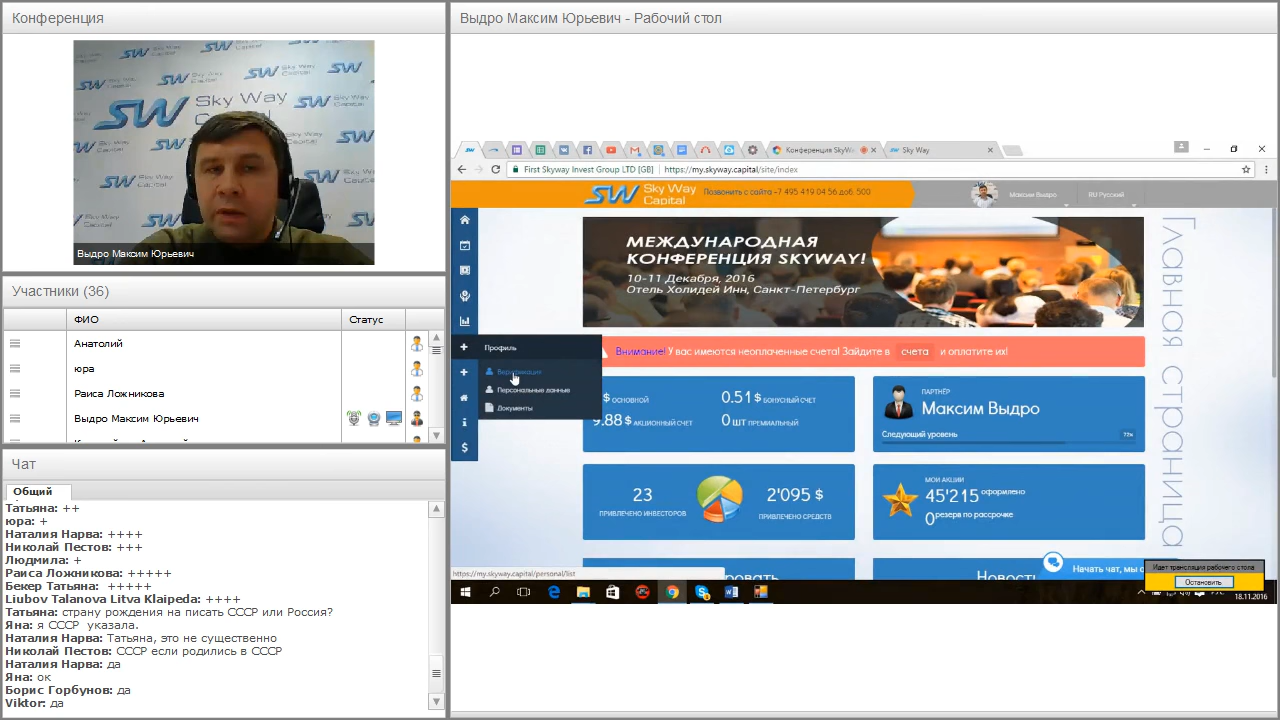 Конференция
Sky Way
Capital
Выдро Максим Юрьевич
Участники (36)
ФИО
Статус
Анатолий
юра
Раиса Ложникова
Выдро Максим Юрьевич
Чат
Общий
Татьяна: ++
юра: +
Наталия Нарва: ++++
Николай Пестов: +++
Людмила: +
Раиса Ложникова: +++++
Бекер Татьяна: +++++
Liubov Talanova Litva Klaipeda: ++++
Татьяна: страну рождения на писать СССР или Россия?
Яна: я СССР указала.
Наталия Нарва: Татьяна, это не существенно
Николай Пестов: СССР если родились в СССР
Наталия Нарва: да
Яна: ок
Борис Горбунов: да
Viktor: да
Выдро Максим Юрьевич - Рабочий стол
Конференция SkyWa
Sky Way
First Skyway Invest Group LTD [GB]
https://my.skyway.capital/site/index
SW Sky Way Capital
Позвонить с сайта +7 495 419 04 56 доб 500
Максим Выдро
RU Русский
МЕЖДУНАРОДНАЯ
КОНФЕРЕНЦИЯ SKYWAY!
10-11 Декабря, 2016
Отель Холидей Инн, Санкт-Петербург
ГЛАВНАЯ СТРАНИЦА
Профиль
Верификация
Персональные данные
Документы
Внимание! У вас имеются неоплаченные счета! Зайдите в счета и оплатите их!
$ ОСНОВНОЙ
0.51$ БОНУСНЫЙ СЧЕТ
9.88$ АКЦИОННЫЙ СЧЕТ
0 ШТ ПРЕМИАЛЬНЫЙ
ПАРТНЁР
Максим Выдро
Следующий уровень
72%
23
ПРИВЛЕЧЕНО ИНВЕСТОРОВ
2'095 $
ПРИВЛЕЧЕНО СРЕДСТВ
МОИ АКЦИИ
45'215 оформлено
0 резерв по рассрочке
Новост
Начать чат, мы о
https://my.skyway.capital/personal/list
Идет трансляция рабочего стола
Остановить
18.11.2016